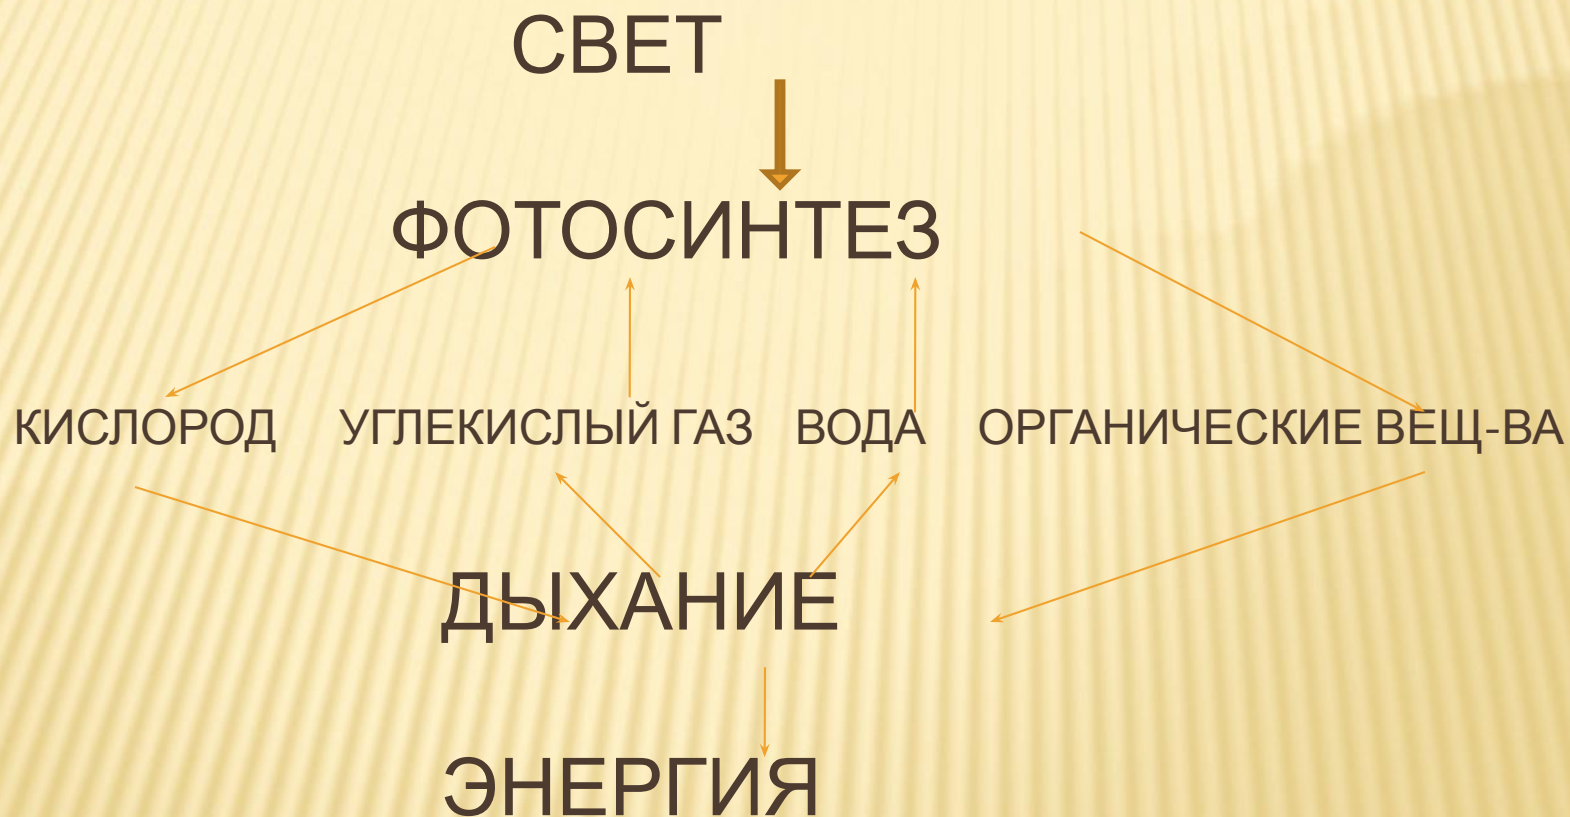 СВЕТ
ФОТОСИНТЕЗ
КИСЛОРОД УГЛЕКИСЛЫЙ ГАЗ ВОДА ОРГАНИЧЕСКИЕ ВЕЩ-ВА
ДЫХАНИЕ
ЭНЕРГИЯ